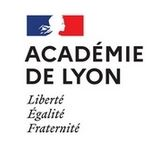 ACADÉMIE
DE LYON
Liberté
Égalité
Fraternité